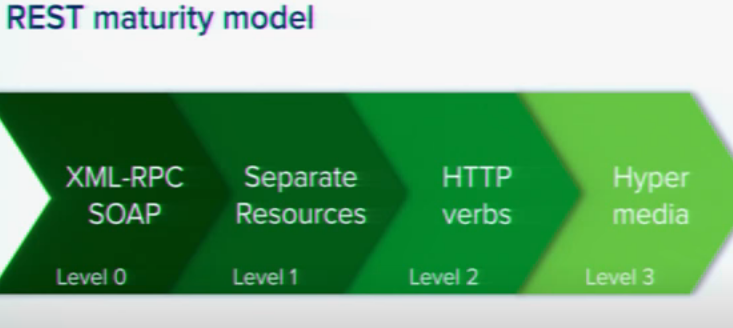 REST maturity model
XML-RPC
SOAP
Level 0
Separate
Resources
Level 1
HTTP
verbs
Level 2
Hyper
media
Level 3